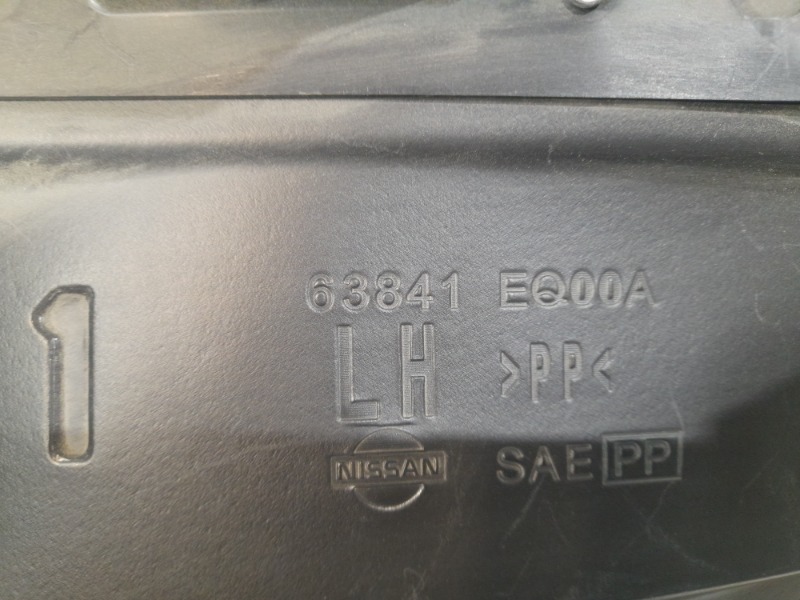 1
63841 EQ00A
LH >PP<
NISSAN SAE PP